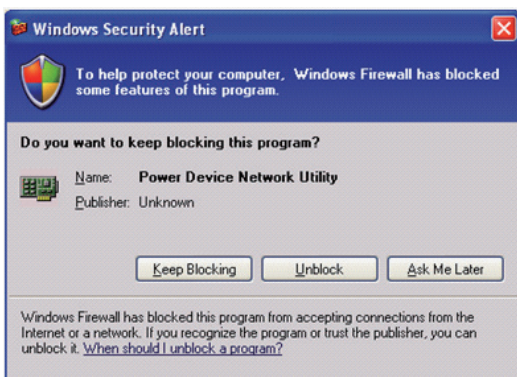 Windows Security Alert
To help protect your computer, Windows Firewall has blocked
some features of this program.
Do you want to keep blocking this program?
Name: Power Device Network Utility
Publisher: Unknown
Keep Blocking Unblock Ask Me Later
Windows Firewall has blocked this program from accepting connections from the
Internet or a network. If you recognize the program or trust the publisher, you can
unblock it. When should I unblock a program?